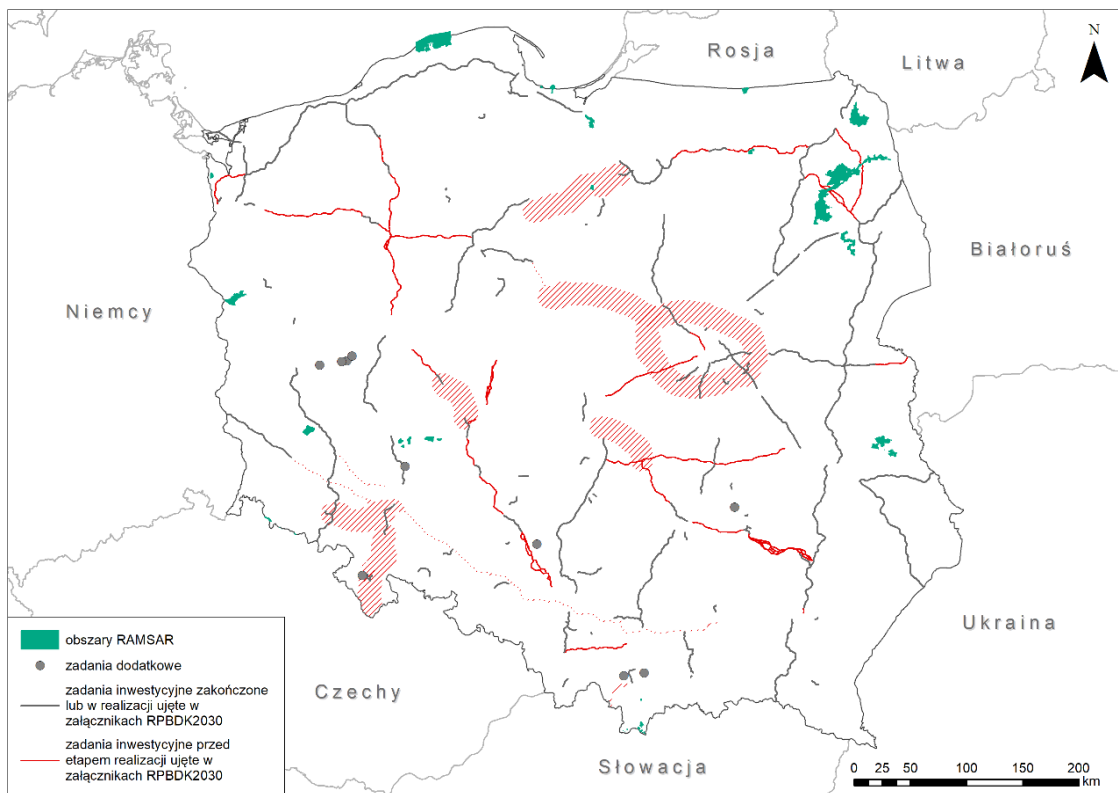 N
Rosja
Litwa
Białoruś
Niemcy
Ukraina
Czechy
Słowacja
obszary RAMSAR
zadania dodatkowe
zadania inwestycyjne zakończone
lub w realizacji ujęte w
załącznikach RPBDK2030
zadania inwestycyjne przed
etapem realizacji ujęte w
załącznikach RPBDK2030
0 25 50 100 150 200
km